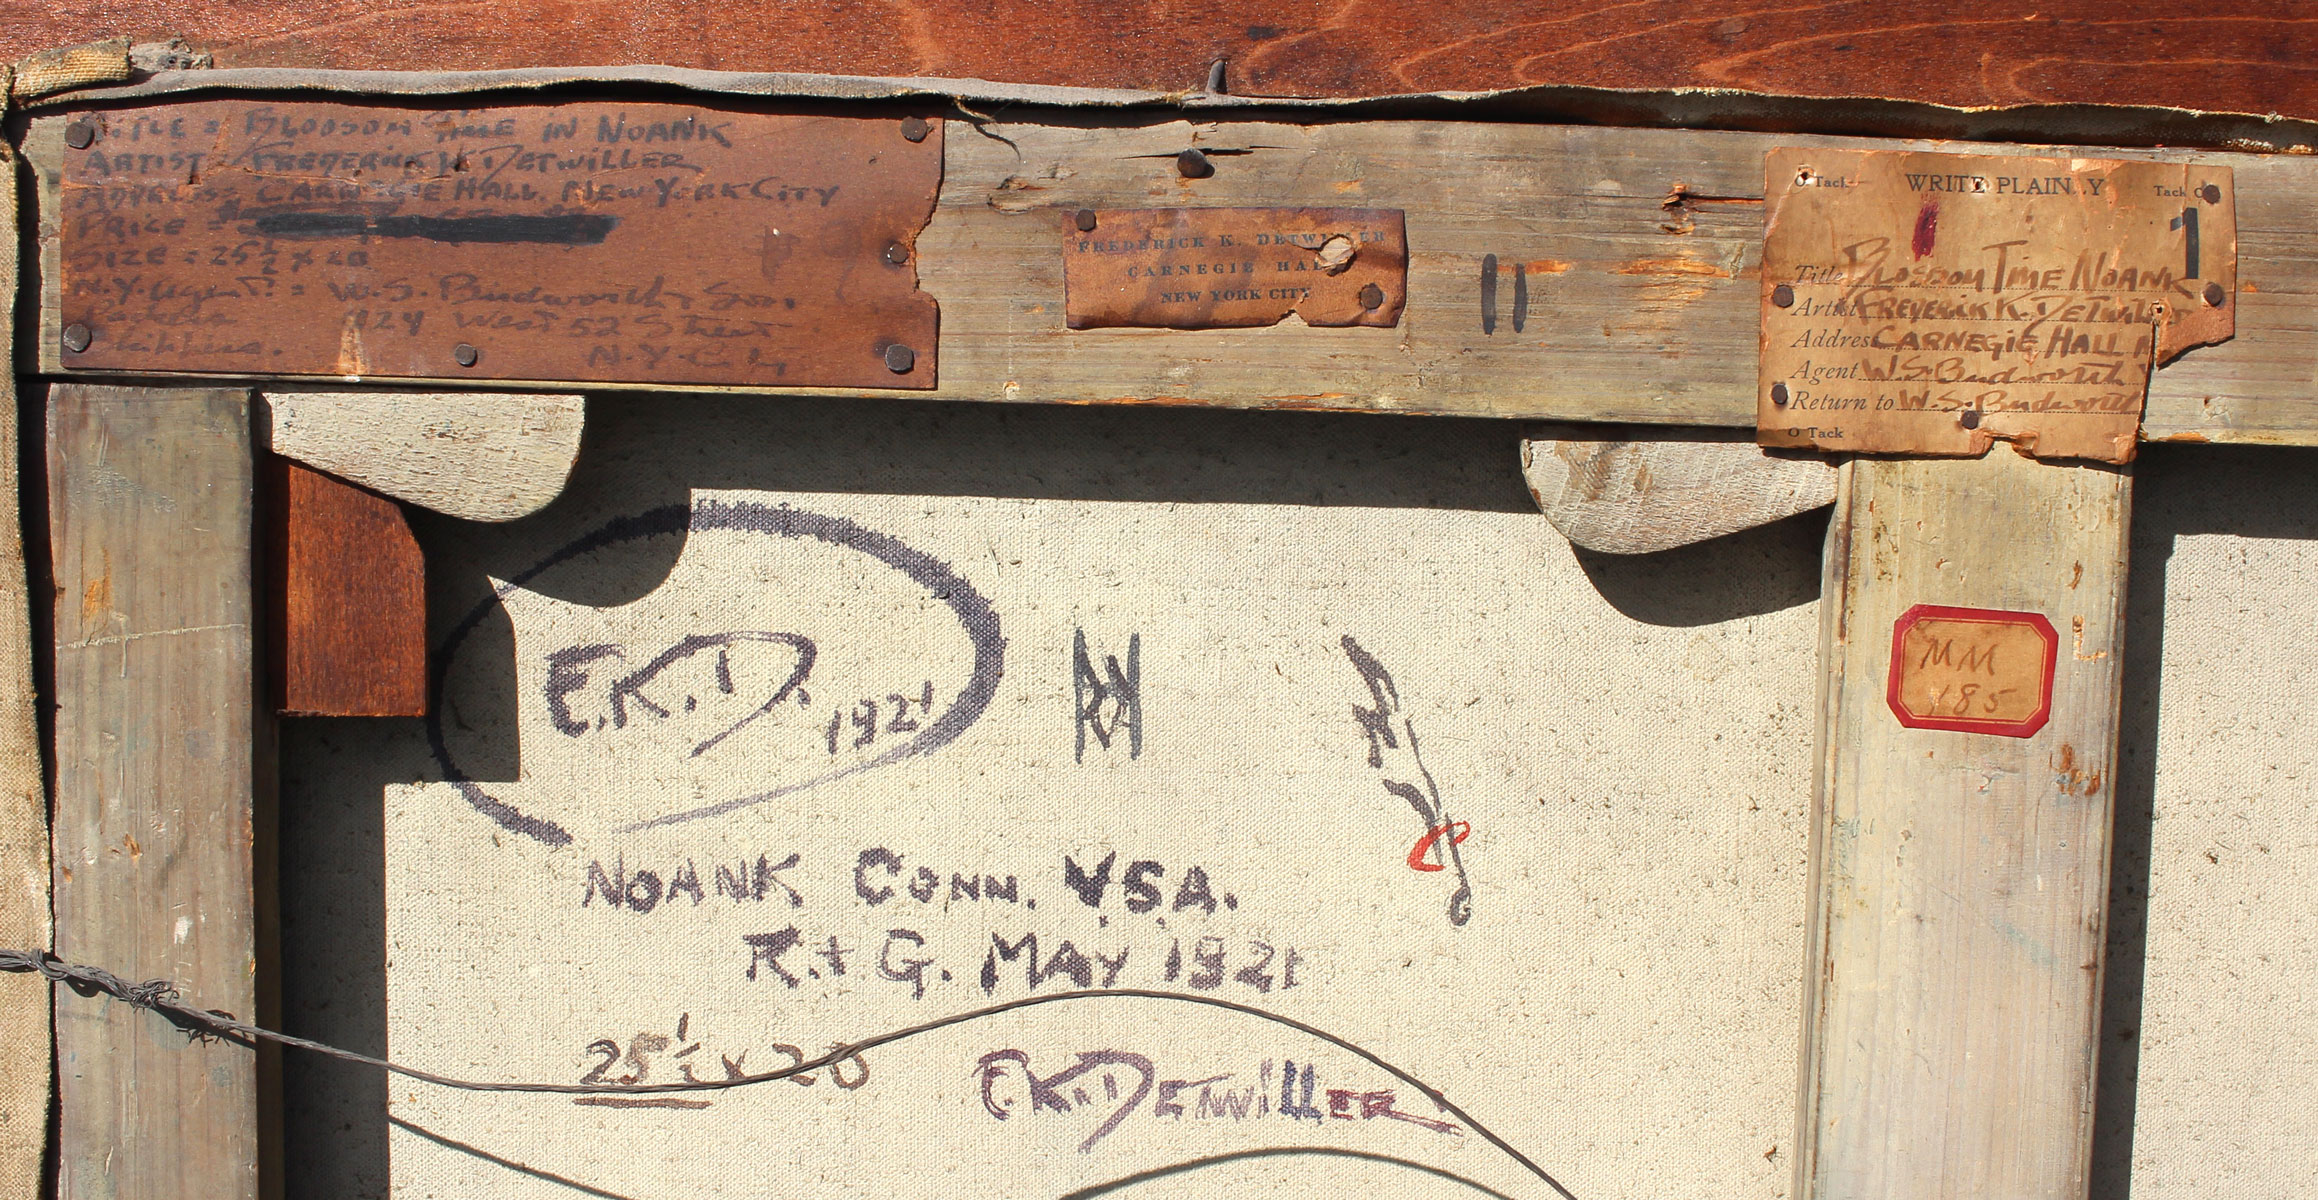 TITLE = BLOSSOM TIME IN NOANK
ARTIST = FREDERICK K. DETWILLER
ADDRESS = CARNEGIE HALL. NEW YORK CITY
PRICE =
SIZE = 25½ x 20
N.Y. Agent = W.S. Budworth & Son.
424 West 52 Street
N.Y. City
FREDERICK K. DETWILLER
CARNEGIE HALL
NEW YORK CITY
II
O Tack WRITE PLAIN..Y Tack O
1
Title BLOSSOM TIME NOANK
Artist FREDERICK K. DETWILLER
Address CARNEGIE HALL N
Agent W.S. Budworth
Return to W.S. Budworth
O Tack
MM
185
F.K.D. 1921
NOANK CONN. U.S.A.
R. + G. MAY 1921
25½ x 20
F.K. DETWILLER